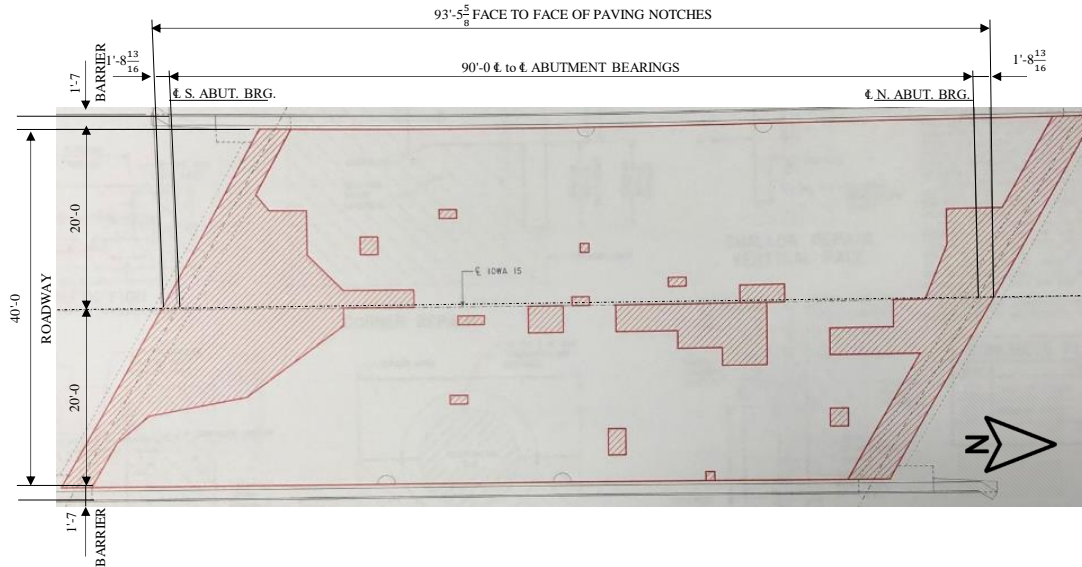 93'-5 5/8 FACE TO FACE OF PAVING NOTCHES
1'-8 13/16
90'-0 ℄ to ℄ ABUTMENT BEARINGS
1'-8 13/16
1'-7
BARRIER
℄ S. ABUT. BRG.
℄ N. ABUT. BRG.
20'-0
40'-0
ROADWAY
℄ IOWA 15
20'-0
N
1'-7
BARRIER